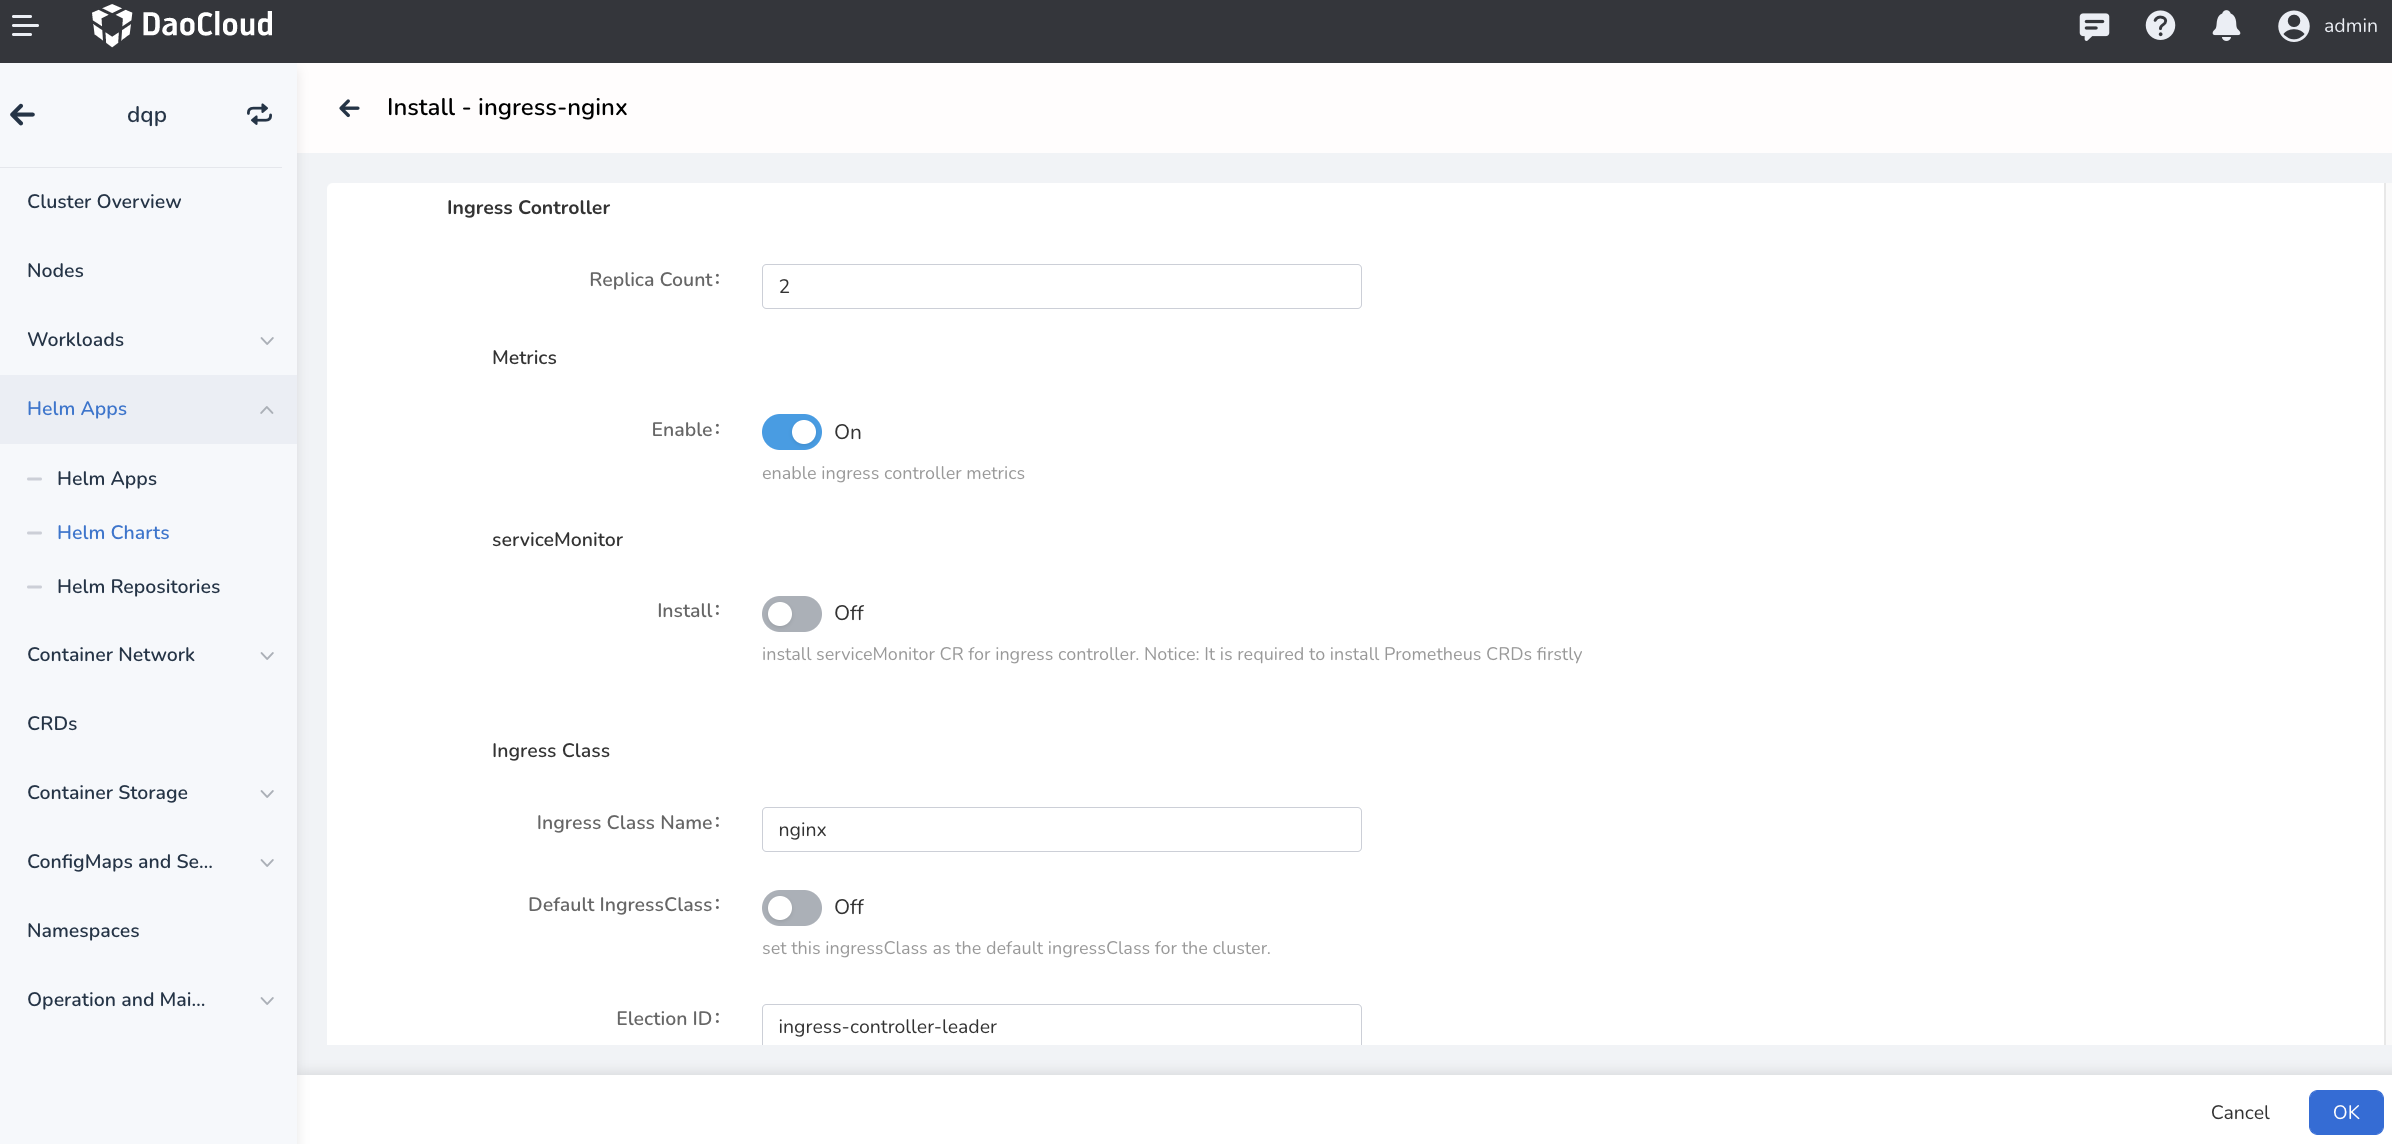 DaoCloud
admin
dqp
Install - ingress-nginx
Cluster Overview
Nodes
Workloads
Helm Apps
Helm Apps
Helm Charts
Helm Repositories
Container Network
CRDs
Container Storage
ConfigMaps and Se...
Namespaces
Operation and Mai...
Ingress Controller
Replica Count:
2
Metrics
Enable:
On
enable ingress controller metrics
serviceMonitor
Install:
Off
install serviceMonitor CR for ingress controller. Notice: It is required to install Prometheus CRDs firstly
Ingress Class
Ingress Class Name:
nginx
Default IngressClass:
Off
set this ingressClass as the default ingressClass for the cluster.
Election ID:
ingress-controller-leader
Cancel
OK